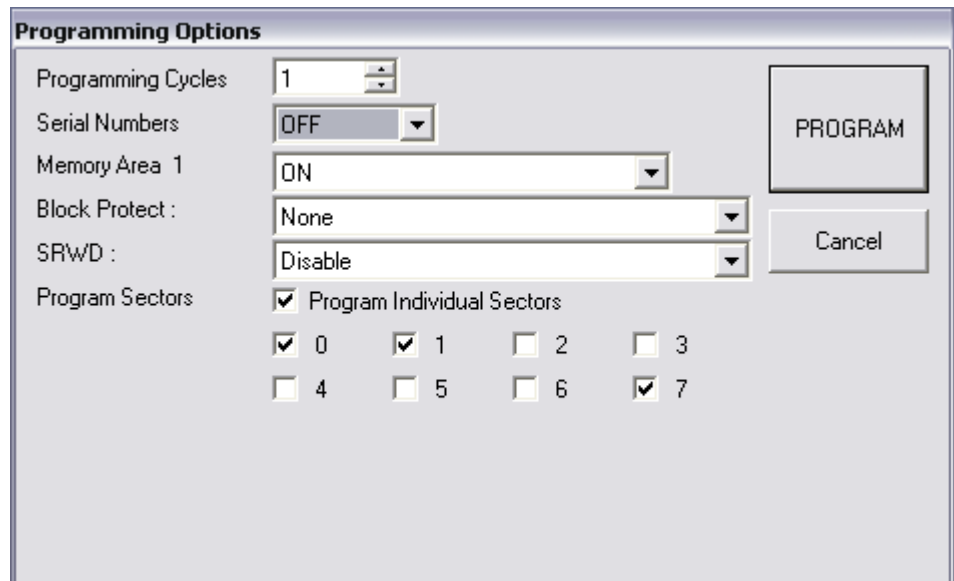 Programming Options
Programming Cycles 1
PROGRAM
Serial Numbers OFF
Memory Area 1 ON
Block Protect : None
Cancel
SRWD : Disable
Program Sectors Program Individual Sectors
0 1 2 3
4 5 6 7